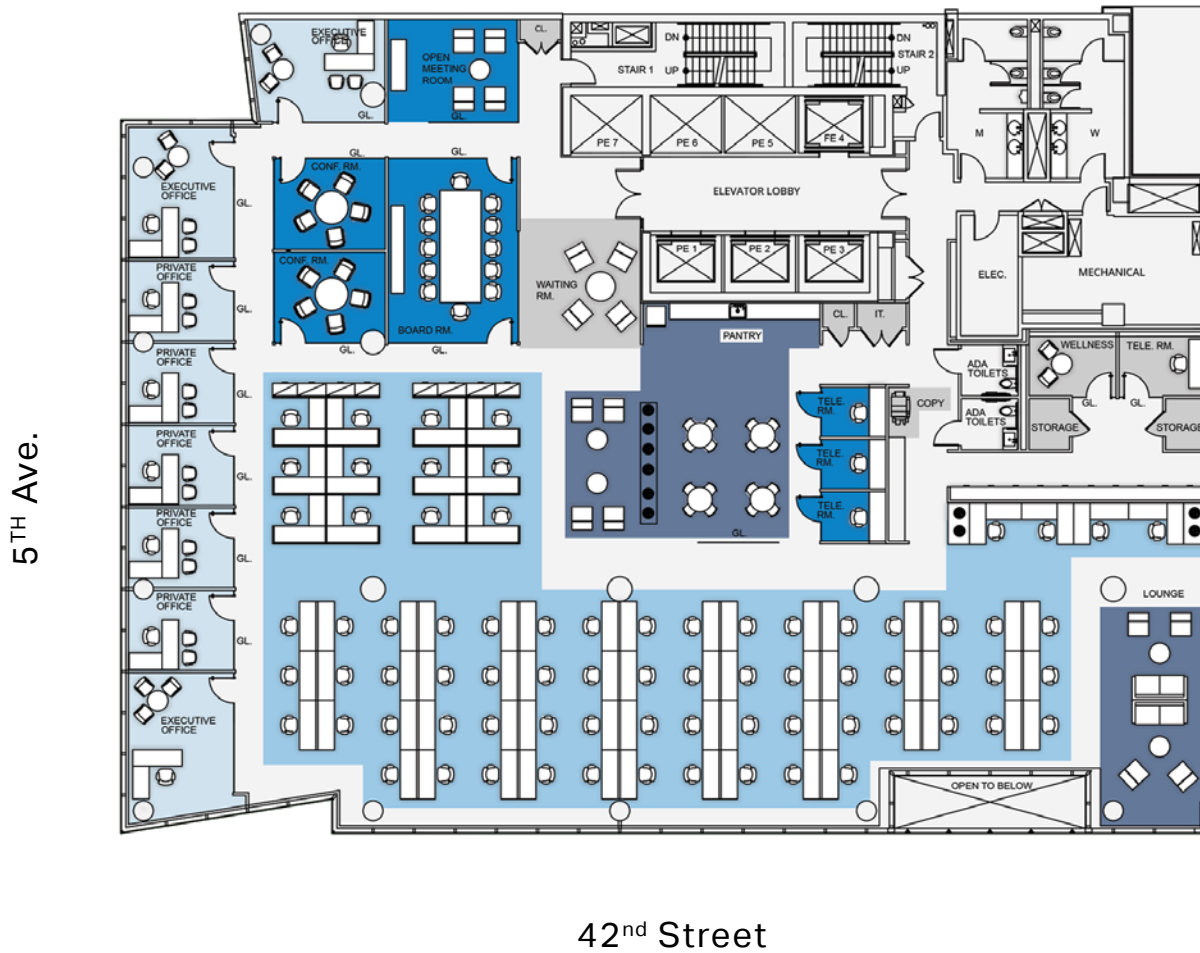 EXECUTIVE
OFFICE
GL.
OPEN
MEETING
ROOM
GL.
CL.
STAIR 1
DN
UP
DN
STAIR 2
UP
PE 7
PE 6
PE 5
FE 4
M
W
EXECUTIVE
OFFICE
GL.
GL.
CONF. RM.
GL.
ELEVATOR LOBBY
CONF. RM.
GL.
BOARD RM.
GL.
WAITING
RM.
PE 1
PE 2
PE 3
ELEC.
MECHANICAL
PRIVATE
OFFICE
GL.
PANTRY
CL.
IT.
PRIVATE
OFFICE
GL.
ADA
TOILETS
WELLNESS
TELE. RM.
GL.
GL.
ADA
TOILETS
STORAGE
STORAGE
TELE.
RM.
COPY
TELE.
RM.
TELE.
RM.
GL.
PRIVATE
OFFICE
GL.
PRIVATE
OFFICE
GL.
PRIVATE
OFFICE
GL.
EXECUTIVE
OFFICE
LOUNGE
OPEN TO BELOW
5TH Ave.
42nd Street